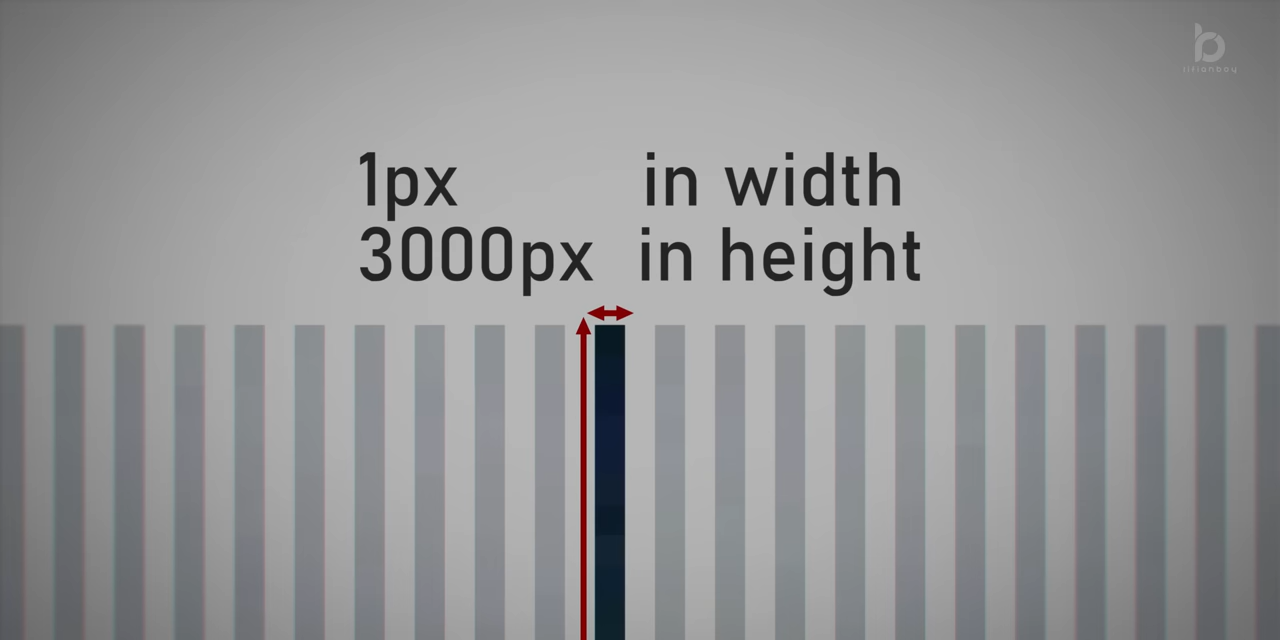 1px in width
3000px in height